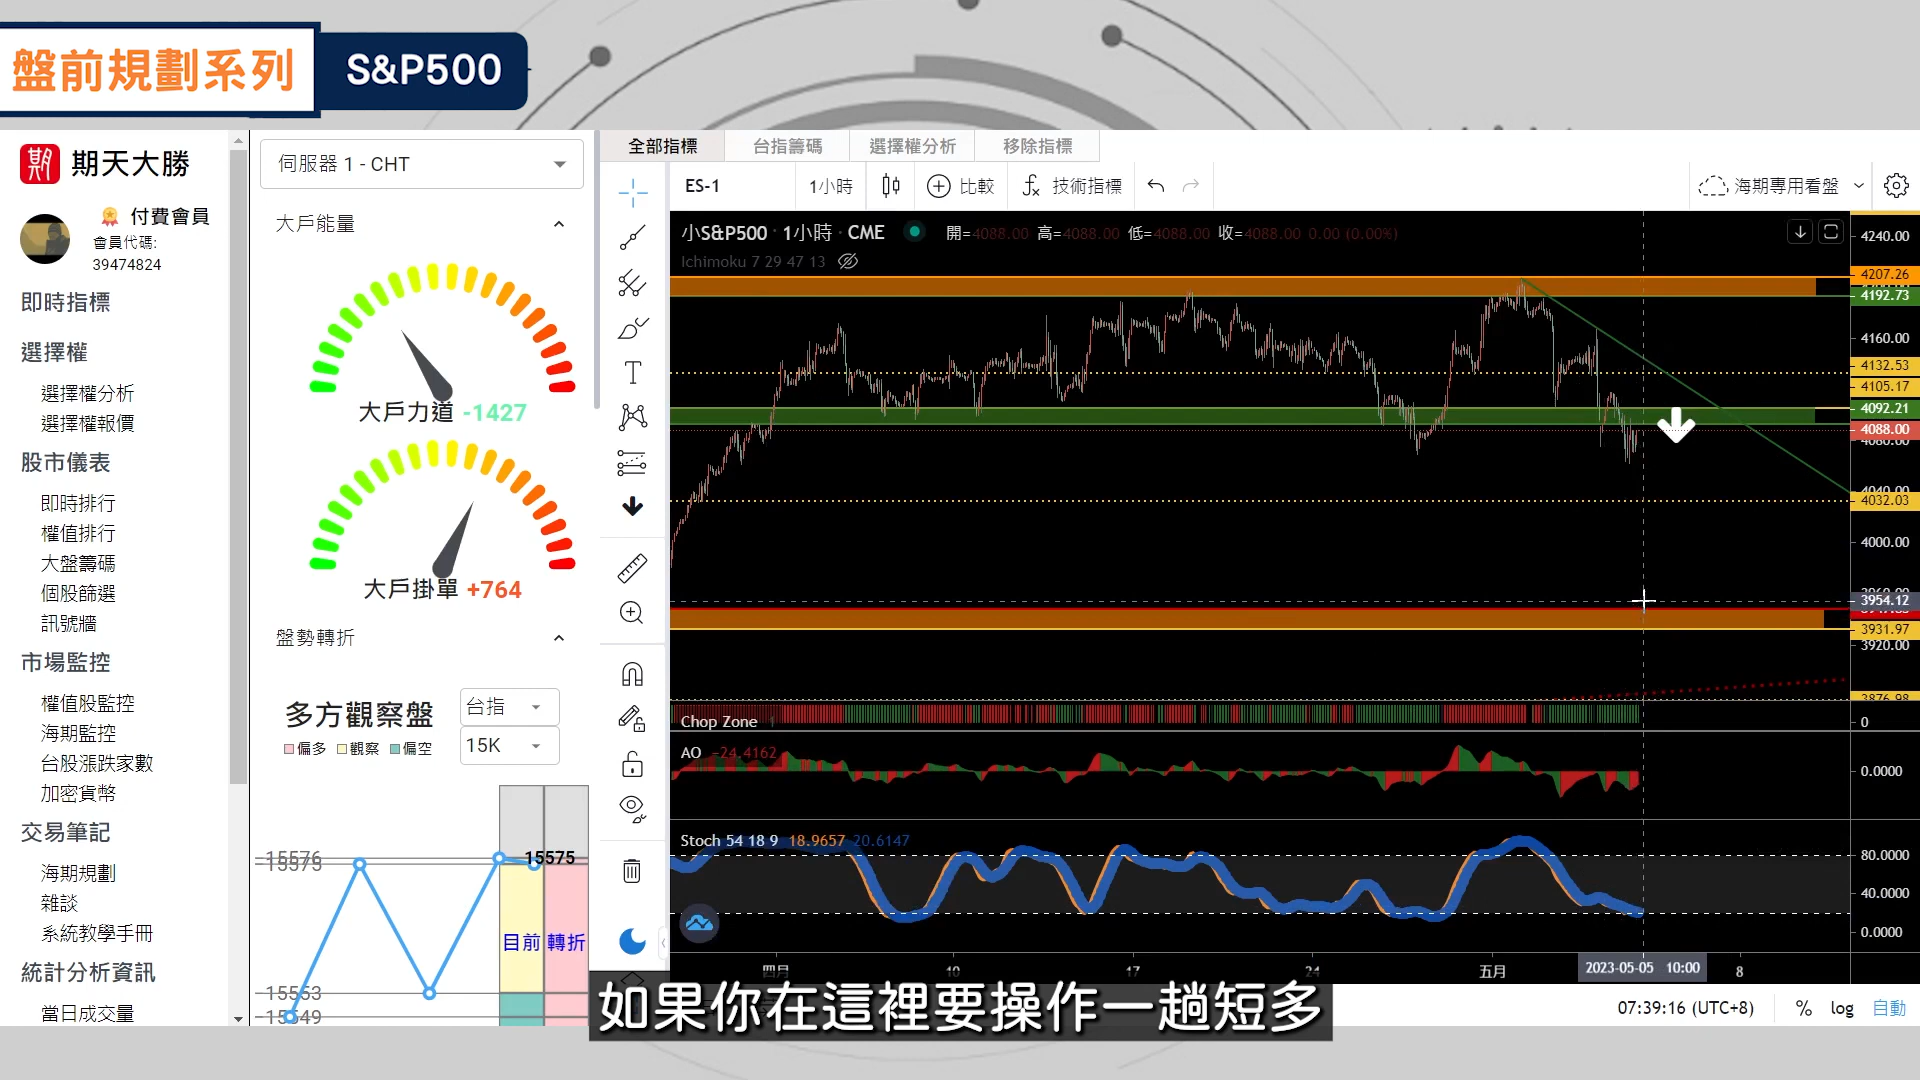 盤前規劃系列
S&P500
期天大勝
付費會員
會員代碼:
39474824
即時指標
選擇權
選擇權分析
選擇權報價
股市儀表
即時排行
權值排行
大盤籌碼
個股篩選
訊號牆
市場監控
權值股監控
海期監控
台股漲跌家數
加密貨幣
交易筆記
海期規劃
雜談
系統教學手冊
統計分析資訊
當日成交量
伺服器 1 - CHT
大戶能量
大戶力道 -1427
大戶掛單 +764
盤勢轉折
多方觀察盤
台指
15K
偏多 觀察 偏空
15576
15573
15575
目前 轉折
15553
15549
全部指標 台指籌碼 選擇權分析 移除指標
ES-1 1小時 比較 技術指標 海期專用看盤
小S&P500 · 1小時 · CME 開=4088.00 高=4088.00 低=4088.00 收=4088.00 0.00 (0.00%)
Ichimoku 7 29 47 13
4240.00
4207.26
4192.73
4160.00
4132.53
4105.17
4092.21
4088.00
4080.00
4040.00
4032.03
4000.00
3954.12
3931.97
3920.00
3876.98
Chop Zone 1
0
AO -24.4162
0.0000
Stoch 54 18 9 18.9657 20.6147
80.0000
40.0000
0.0000
四月 10 17 24 五月 2023-05-05 10:00 8
07:39:16 (UTC+8) % log 自動
如果你在這裡要操作一趟短多